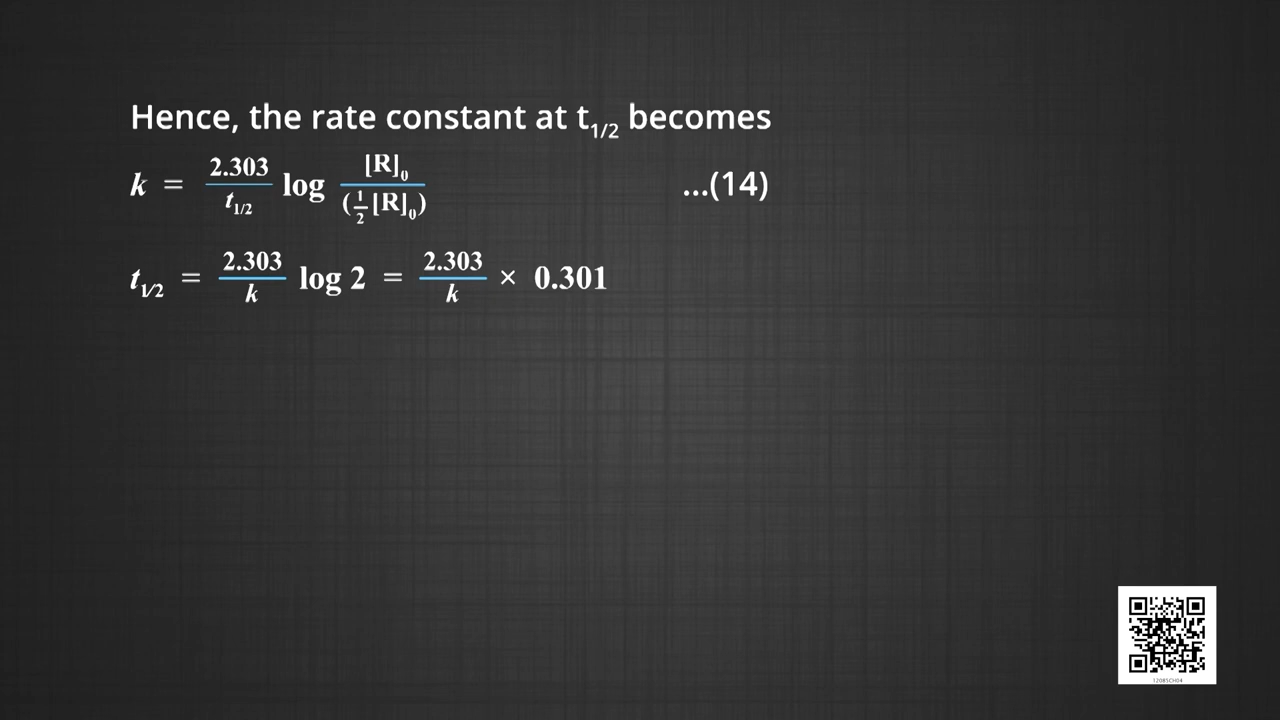 Hence, the rate constant at t1/2 becomes
k = 2.303/t1/2 log [R]0/(1/2[R]0) ...(14)
t1/2 = 2.303/k log 2 = 2.303/k × 0.301